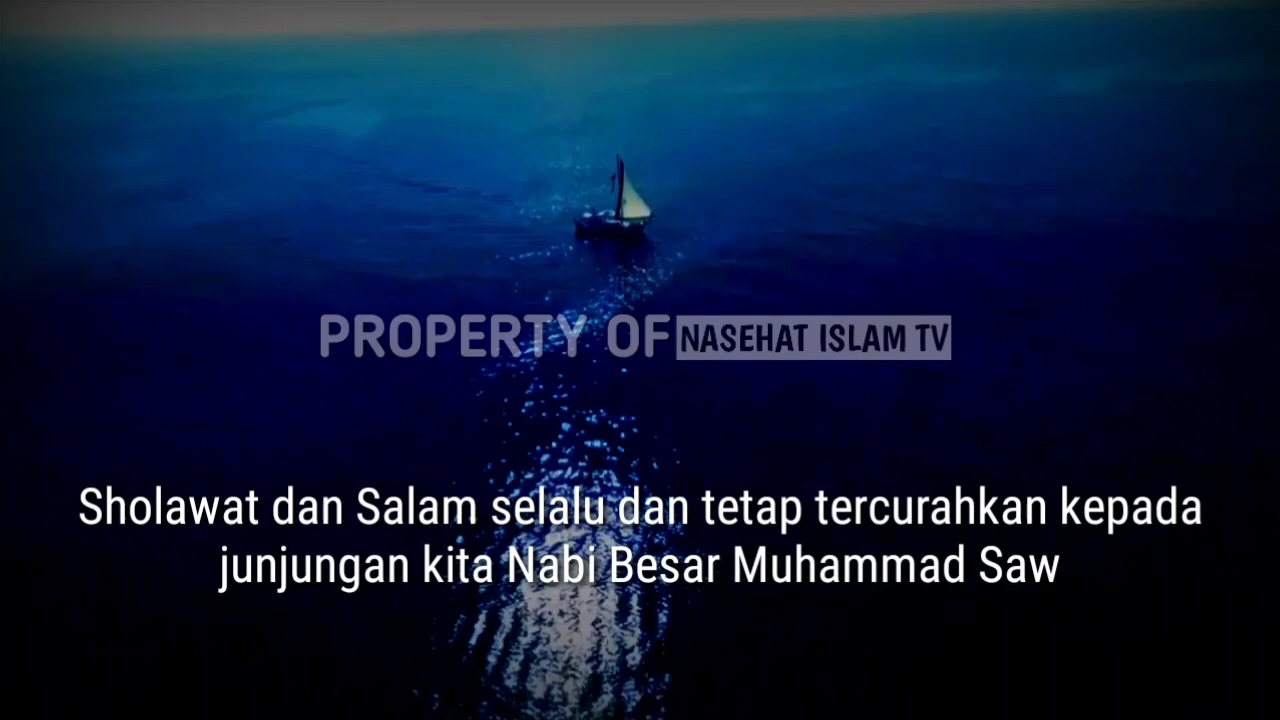 PROPERTY OF NASEHAT ISLAM TV
Sholawat dan Salam selalu dan tetap tercurahkan kepada
junjungan kita Nabi Besar Muhammad Saw